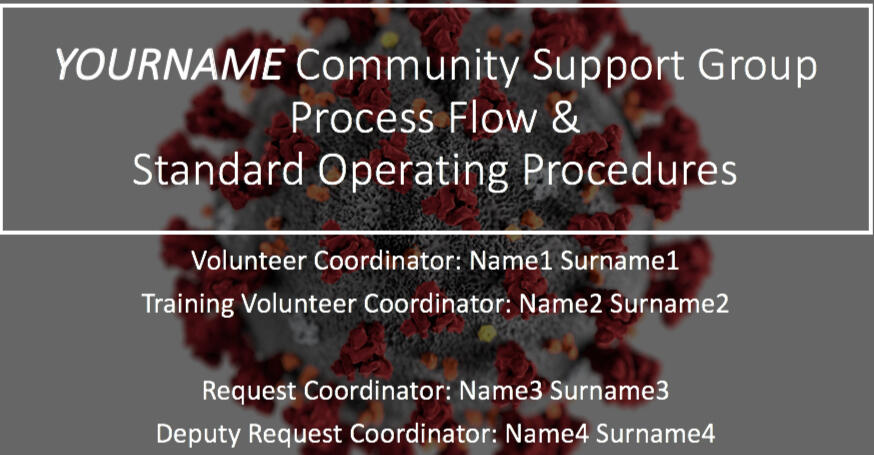 YOURNAME Community Support Group
Process Flow &
Standard Operating Procedures
Volunteer Coordinator: Name1 Surname1
Training Volunteer Coordinator: Name2 Surname2
Request Coordinator: Name3 Surname3
Deputy Request Coordinator: Name4 Surname4